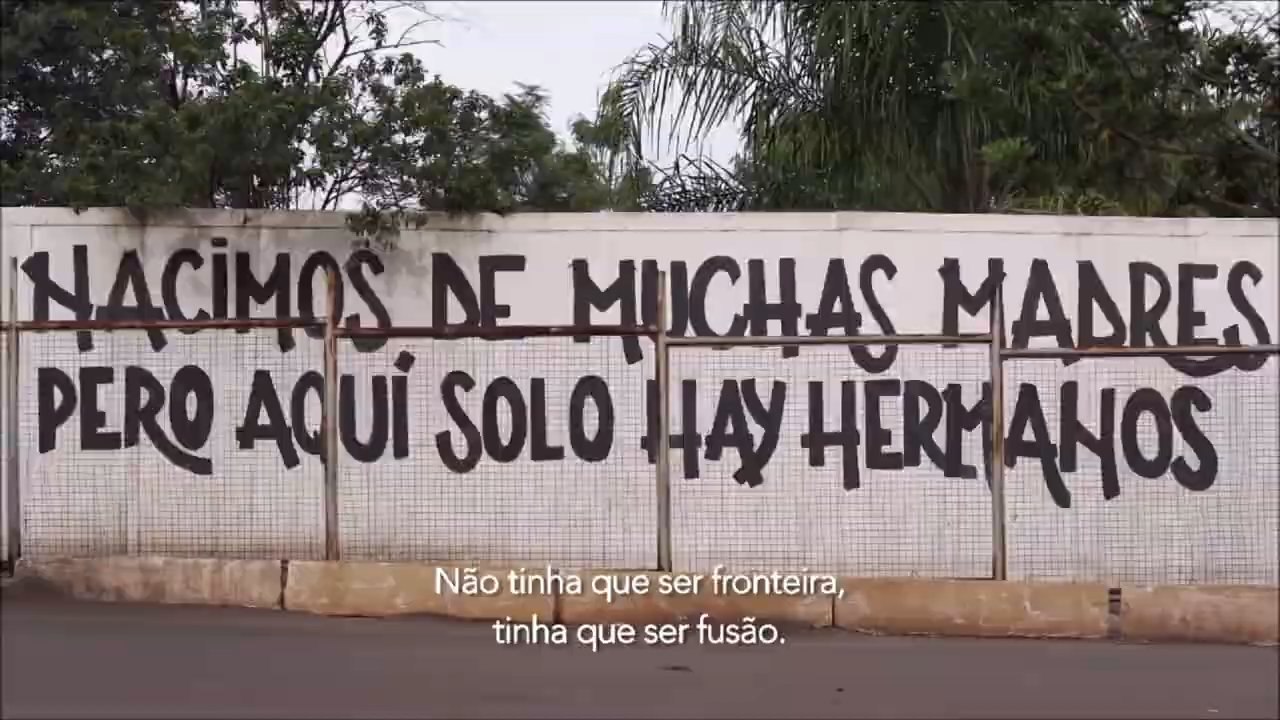 NACIMOS DE MUCHAS MADRES
PERO AQUÍ SOLO HAY HERMANOS
Não tinha que ser fronteira,
tinha que ser fusão.